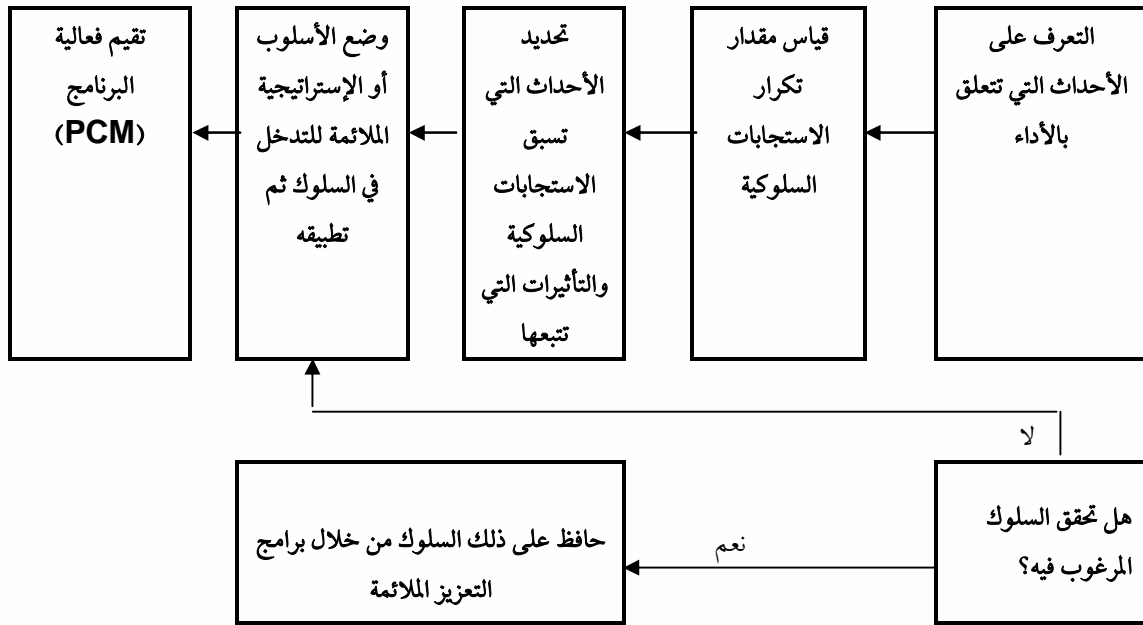 التعرف على
الأحداث التي تتعلق
بالأداء
قياس مقدار
تكرار
الاستجابات
السلوكية
تحديد
الأحداث التي
تسبق
الاستجابات
السلوكية
والتأثيرات التي
تتبعها
وضع الأسلوب
أو الإستراتيجية
الملائمة للتدخل
في السلوك ثم
تطبيقه
تقيم فعالية
البرنامج
(PCM)
لا
هل تحقق السلوك
المرغوب فيه؟
نعم
حافظ على ذلك السلوك من خلال برامج
التعزيز الملائمة